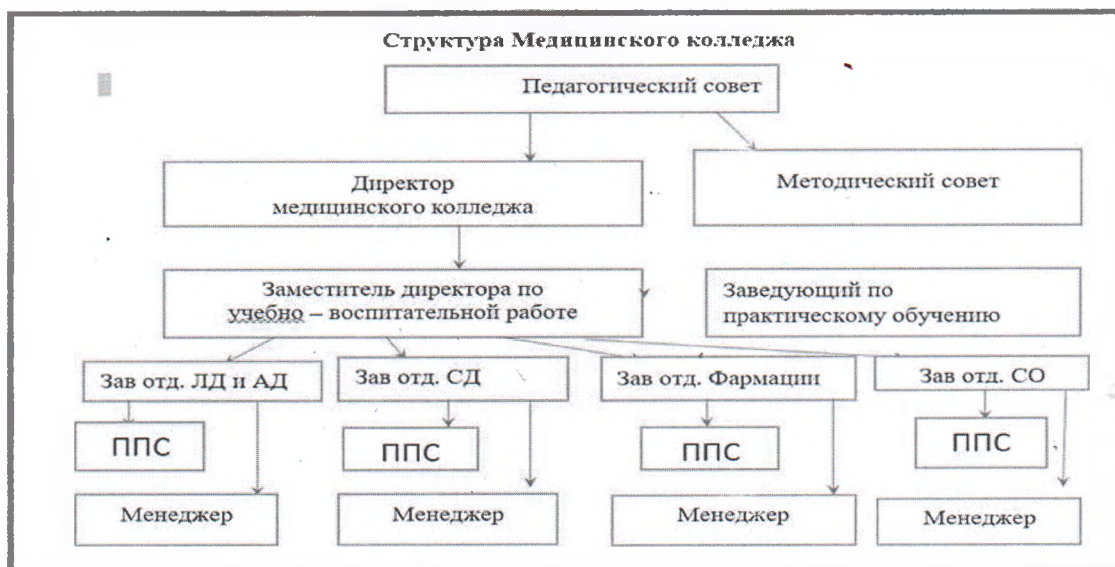 Структура Медицинского колледжа
Педагогический совет
Директор
медицинского колледжа
Методический совет
Заместитель директора по
учебно – воспитательной работе
Заведующий по
практическому обучению
Зав отд. ЛД и АД
Зав отд. СД
Зав отд. Фармации
Зав отд. СО
ППС
ППС
ППС
ППС
Менеджер
Менеджер
Менеджер
Менеджер